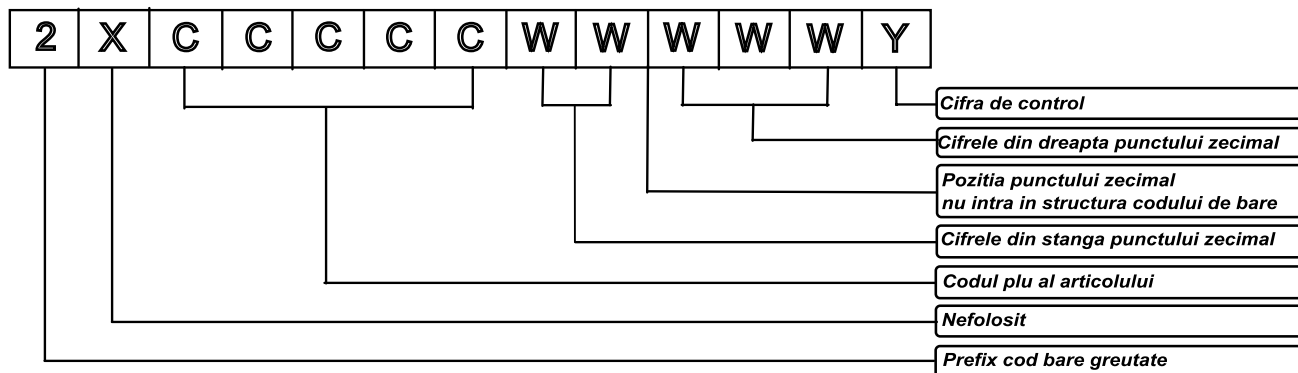 2 X C C C C C W W W W W Y
Cifra de control
Cifrele din dreapta punctului zecimal
Pozitia punctului zecimal
nu intra in structura codului de bare
Cifrele din stanga punctului zecimal
Codul plu al articolului
Nefolosit
Prefix cod bare greutate